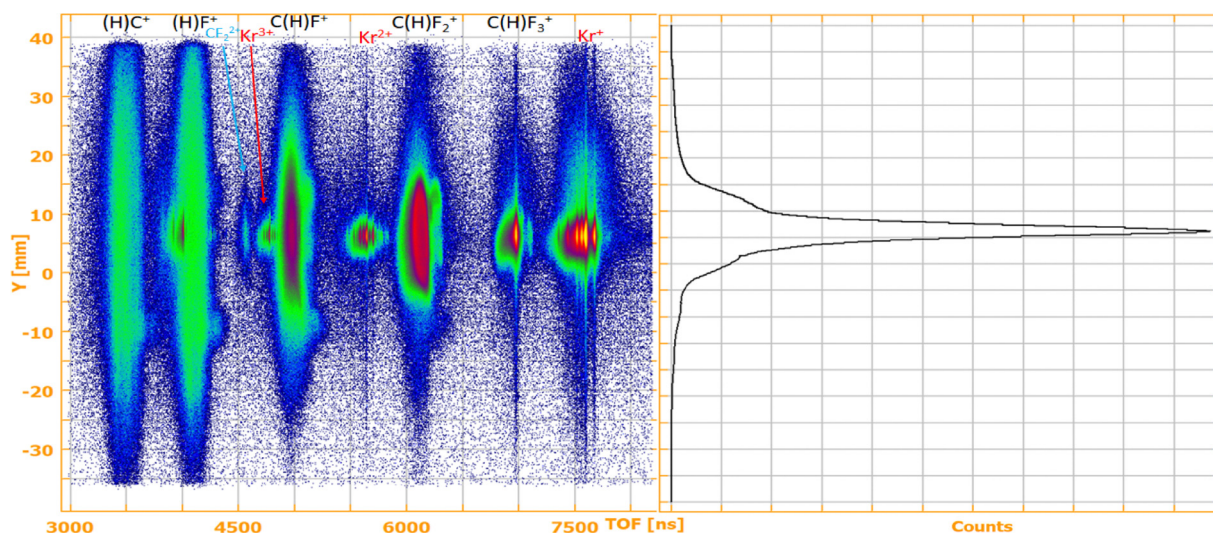 (H)C⁺ (H)F⁺ C(H)F⁺ C(H)F₂⁺ C(H)F₃⁺
CF₂²⁺ Kr³⁺ Kr²⁺ Kr⁺
40
30
20
10
0
-10
-20
-30
Y [mm]
3000 4500 6000 7500 TOF [ns] Counts